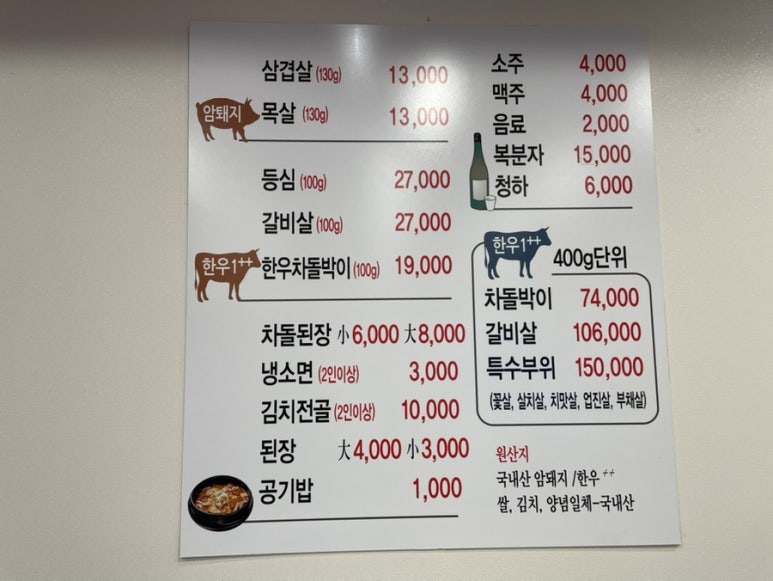 암퇘지
삼겹살 (130g) 13,000
목살 (130g) 13,000
등심 (100g) 27,000
갈비살 (100g) 27,000
한우1++
한우차돌박이 (100g) 19,000
차돌된장 小 6,000 大 8,000
냉소면 (2인이상) 3,000
김치전골 (2인이상) 10,000
된장 大 4,000 小 3,000
공기밥 1,000
소주 4,000
맥주 4,000
음료 2,000
복분자 15,000
청하 6,000
한우1++
400g단위
차돌박이 74,000
갈비살 106,000
특수부위 150,000
(꽃살, 살치살, 치맛살, 업진살, 부채살)
원산지
국내산 암퇘지 /한우 ++
쌀, 김치, 양념일체-국내산